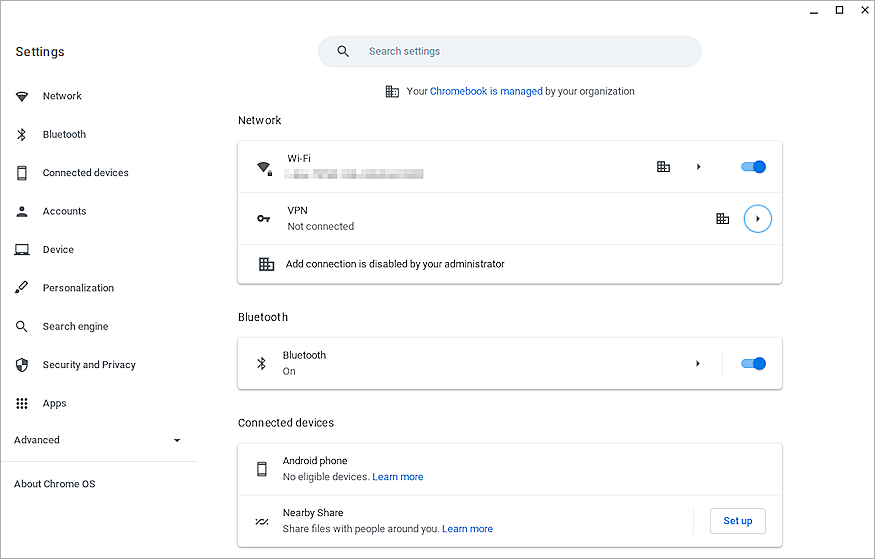 Settings
Search settings
Your Chromebook is managed by your organization
Network
Bluetooth
Connected devices
Accounts
Device
Personalization
Search engine
Security and Privacy
Apps
Advanced
About Chrome OS
Network
Wi-Fi
VPN
Not connected
Add connection is disabled by your administrator
Bluetooth
Bluetooth
On
Connected devices
Android phone
No eligible devices. Learn more
Nearby Share
Share files with people around you. Learn more
Set up